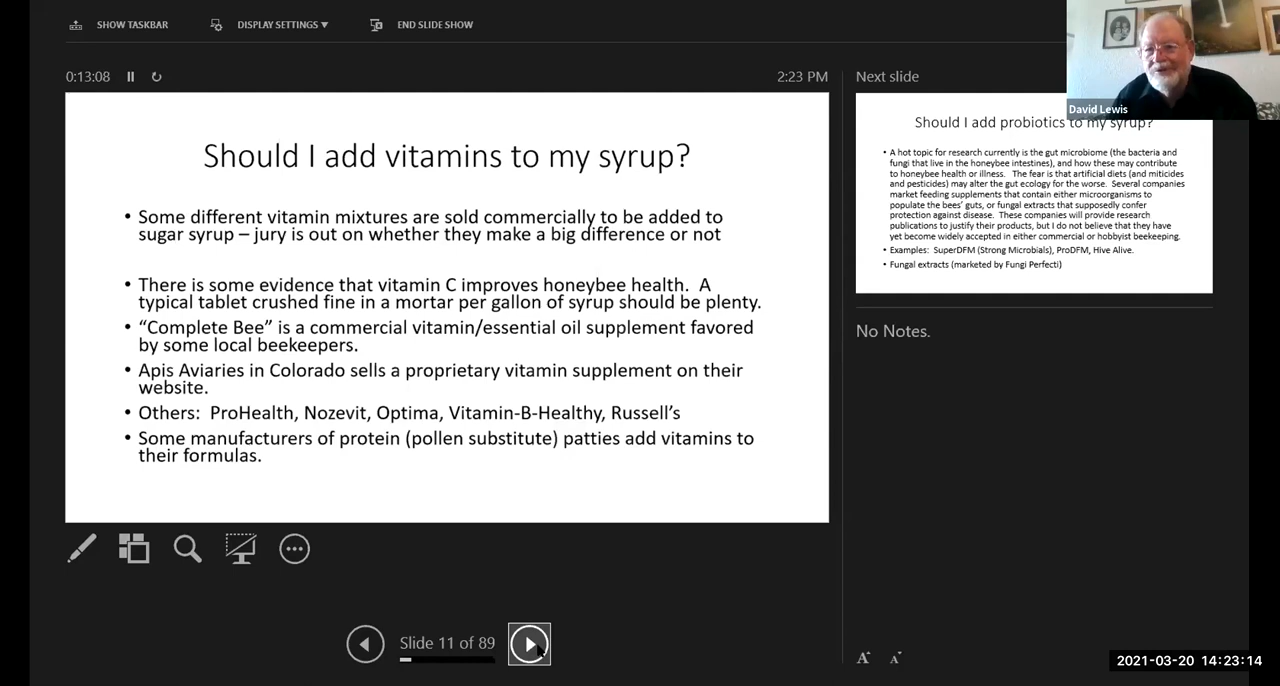 SHOW TASKBAR DISPLAY SETTINGS ▼ END SLIDE SHOW
0:13:08 2:23 PM
Should I add vitamins to my syrup?
• Some different vitamin mixtures are sold commercially to be added to
sugar syrup – jury is out on whether they make a big difference or not
• There is some evidence that vitamin C improves honeybee health. A
typical tablet crushed fine in a mortar per gallon of syrup should be plenty.
• “Complete Bee” is a commercial vitamin/essential oil supplement favored
by some local beekeepers.
• Apis Aviaries in Colorado sells a proprietary vitamin supplement on their
website.
• Others: ProHealth, Nozevit, Optima, Vitamin-B-Healthy, Russell’s
• Some manufacturers of protein (pollen substitute) patties add vitamins to
their formulas.
Slide 11 of 89
Next slide
David Lewis
Should I add probiotics to my syrup?
• A hot topic for research currently is the gut microbiome (the bacteria and
fungi that live in the honeybee intestines), and how these may contribute
to honeybee health or illness. The fear is that artificial diets (and miticides
and pesticides) may alter the gut ecology for the worse. Several companies
market feeding supplements that contain either microorganisms to
populate the bees’ guts, or fungal extracts that supposedly confer
protection against disease. These companies will provide research
publications to justify their products, but I do not believe that they have
yet become widely accepted in either commercial or hobbyist beekeeping.
• Examples: SuperDFM (Strong Microbials), ProDFM, Hive Alive.
• Fungal extracts (marketed by Fungi Perfecti)
No Notes.
A A
2021-03-20 14:23:14